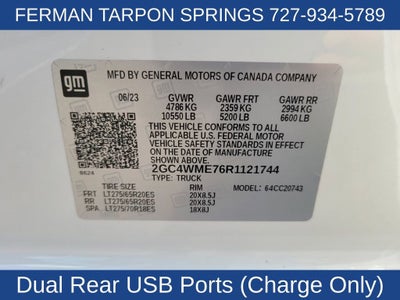 FERMAN TARPON SPRINGS 727-934-5789
gm
MFD BY GENERAL MOTORS OF CANADA COMPANY
06/23 GVWR GAWR FRT GAWR RR
4786 KG 2359 KG 2994 KG
10550 LB 5200 LB 6600 LB
THIS VEHICLE CONFORMS TO ALL
APPLICABLE U.S. FEDERAL MOTOR
VEHICLE SAFETY STANDARDS IN EFFECT ON
THE DATE OF MANUFACTURE SHOWN ABOVE.
2GC4WME76R1121744
TYPE: TRUCK
0624
TIRE SIZE RIM MODEL: 64CC20743
FRT LT275/65R20ES 20X8.5J
RR LT275/65R20ES 20X8.5J
SPA LT275/70R18ES 18X8J
Dual Rear USB Ports (Charge Only)